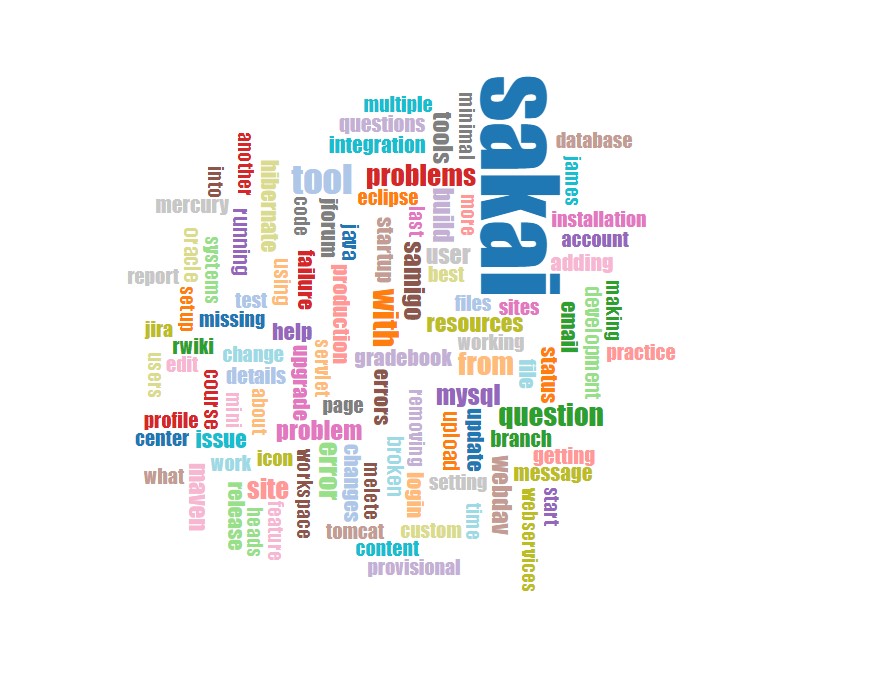 sakai
minimal
multiple
tools
questions
another
database
integration
james
into
hibernate
tool
problems
eclipse
build
more
code
jforum
mercury
last
running
installation
java
startup
oracle
systems
account
samigo
user
failure
using
adding
best
report
production
making
development
setup
test
with
files
sites
email
missing
resources
jira
help
working
rwiki
servlet
upgrade
practice
change
gradebook
from
status
file
users
edit
details
course
errors
mysql
mini
about
page
removing
question
profile
upload
update
center
issue
problem
branch
error
changes
broken
getting
icon
workspace
work
webdav
what
maven
melete
login
message
setting
site
release
webservices
start
feature
time
heads
tomcat
custom
content
provisional